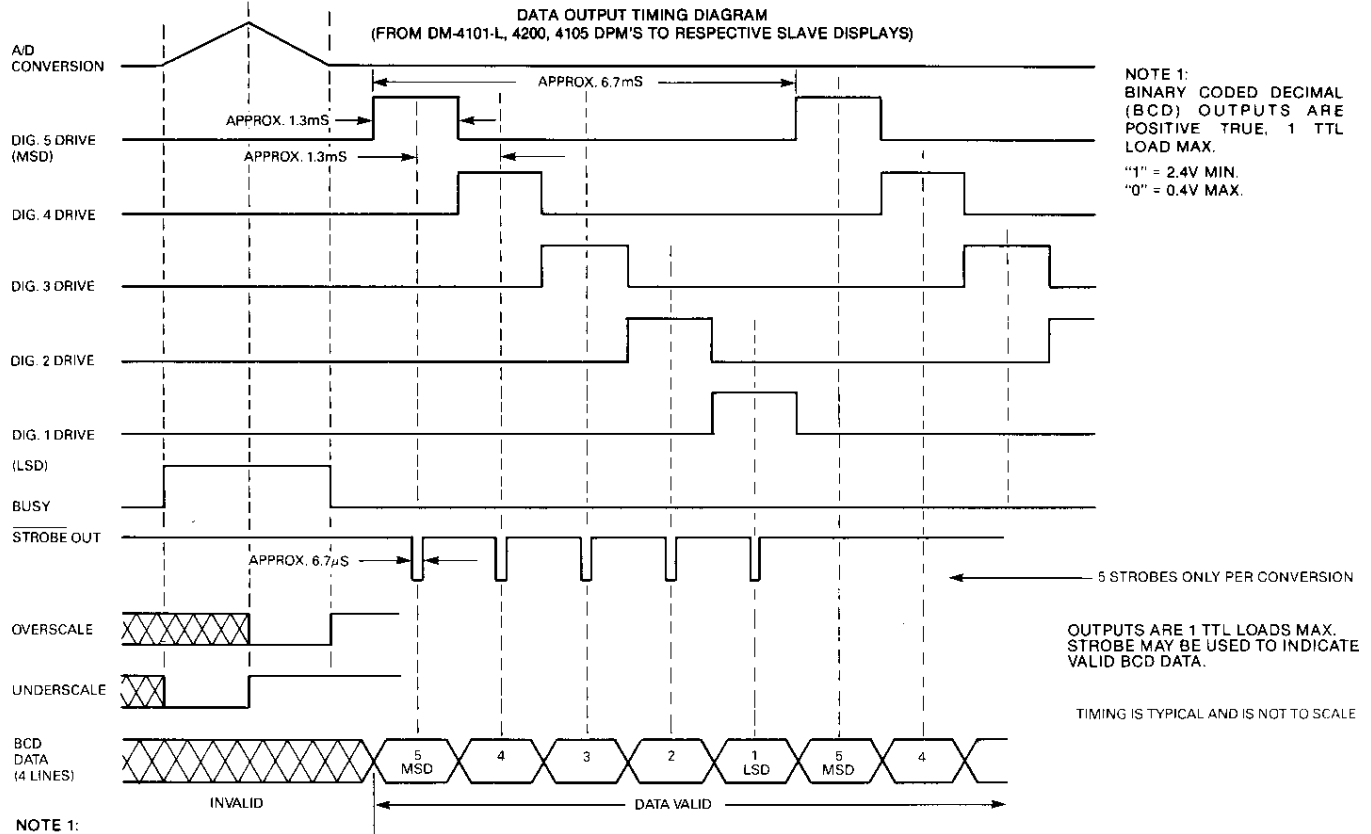 DATA OUTPUT TIMING DIAGRAM
(FROM DM-4101-L, 4200, 4105 DPM'S TO RESPECTIVE SLAVE DISPLAYS)
A/D
CONVERSION
APPROX. 6.7mS
NOTE 1:
BINARY CODED DECIMAL
(BCD) OUTPUTS ARE
POSITIVE TRUE, 1 TTL
LOAD MAX.
"1" = 2.4V MIN.
"0" = 0.4V MAX.
APPROX. 1.3mS
DIG. 5 DRIVE
(MSD)
APPROX. 1.3mS
DIG. 4 DRIVE
DIG. 3 DRIVE
DIG. 2 DRIVE
DIG. 1 DRIVE
(LSD)
BUSY
STROBE OUT
APPROX. 6.7µS
5 STROBES ONLY PER CONVERSION
OVERSCALE
OUTPUTS ARE 1 TTL LOADS MAX.
STROBE MAY BE USED TO INDICATE
VALID BCD DATA.
UNDERSCALE
TIMING IS TYPICAL AND IS NOT TO SCALE
BCD
DATA
(4 LINES)
5
MSD
4
3
2
1
LSD
5
MSD
4
INVALID
DATA VALID
NOTE 1: